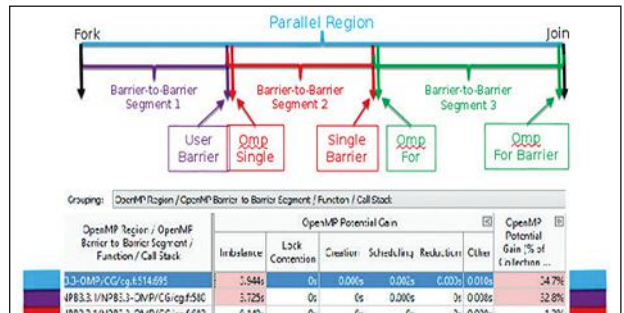 Parallel Region
Fork
Join
Barrier-to-Barrier
Segment 1
Barrier-to-Barrier
Segment 2
Barrier-to-Barrier
Segment 3
User
Barrier
Omp
Single
Single
Barrier
Omp
For
Omp
For Barrier
Grouping: OpenMP Region / OpenMP Barrier to Barrier Segment / Function / Call Stack
OpenMP Region / OpenMP
Barrier to Barrier Segment /
Function / Call Stack
OpenMP Potential Gain
OpenMP
Potential
Gain (% of
Collection ...
Imbalance
Lock
Contention
Creation
Scheduling
Reduction
Other
0s 0.000s 0.002s 0.000s 0.010s
3.725s 0s 0s 0.000s 0s 0.008s 32.8%